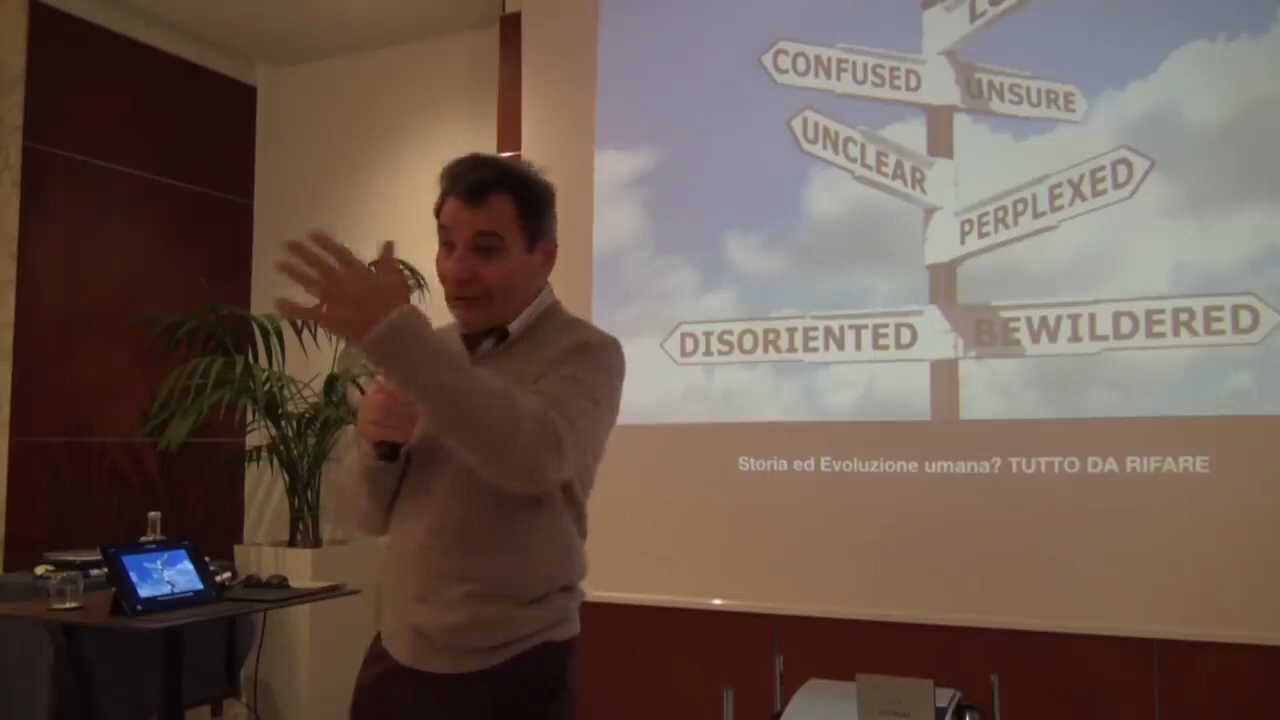 CONFUSED
UNSURE
UNCLEAR
PERPLEXED
DISORIENTED
BEWILDERED
Storia ed Evoluzione umana? TUTTO DA RIFARE